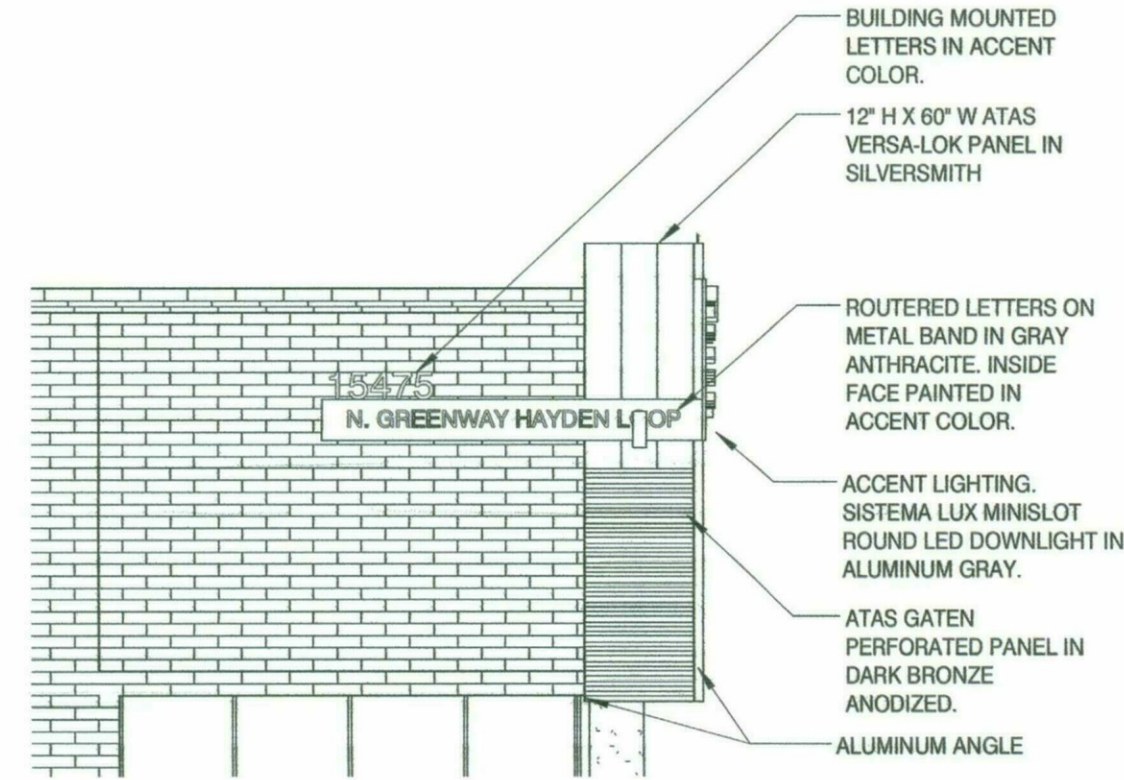 BUILDING MOUNTED
LETTERS IN ACCENT
COLOR.
12" H X 60" W ATAS
VERSA-LOK PANEL IN
SILVERSMITH
ROUTERED LETTERS ON
METAL BAND IN GRAY
ANTHRACITE. INSIDE
FACE PAINTED IN
ACCENT COLOR.
15475
N. GREENWAY HAYDEN LOOP
ACCENT LIGHTING.
SISTEMA LUX MINISLOT
ROUND LED DOWNLIGHT IN
ALUMINUM GRAY.
ATAS GATEN
PERFORATED PANEL IN
DARK BRONZE
ANODIZED.
ALUMINUM ANGLE